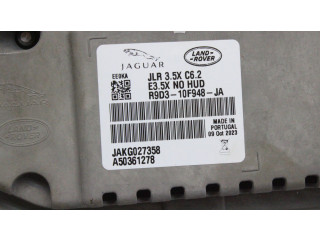 JAGUAR
LAND-
ROVER
EE0KA
JLR 3.5X C6.2
E3.5X NO HUD
R9D3-10F948-JA
MADE IN
PORTUGAL
09 Oct 2023
JAKG027358
A50361278